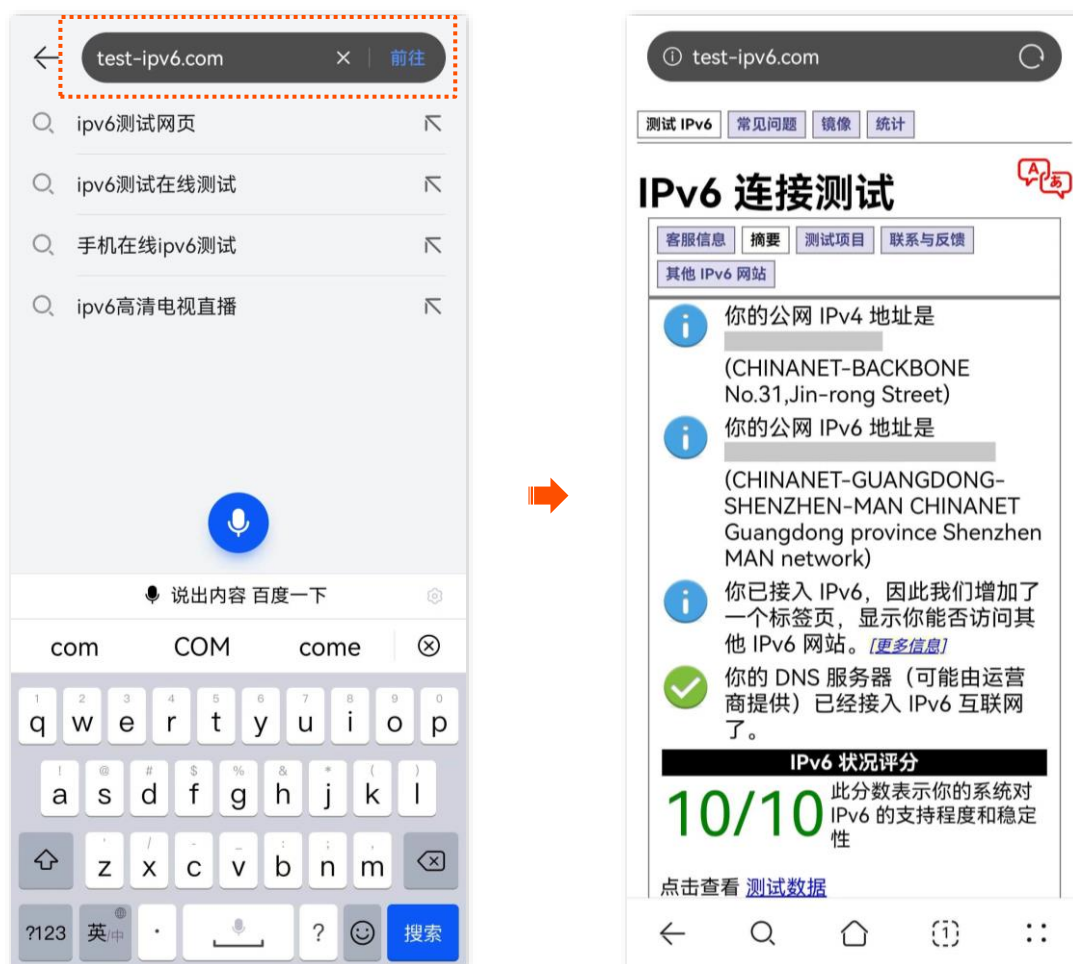 test-ipv6.com
前往
ipv6测试网页
ipv6测试在线测试
手机在线ipv6测试
ipv6高清电视直播
说出内容 百度一下
com COM come
1 2 3 4 5 6 7 8 9 0
q w e r t y u i o p
! @ # $ % & * ( )
a s d f g h j k l
' / - _ : ; ,
z x c v b n m
?123 英/中 · ? 搜索
test-ipv6.com
测试 IPv6 常见问题 镜像 统计
IPv6 连接测试
A あ
客服信息 摘要 测试项目 联系与反馈
其他 IPv6 网站
你的公网 IPv4 地址是
(CHINANET-BACKBONE
No.31,Jin-rong Street)
你的公网 IPv6 地址是
(CHINANET-GUANGDONG-
SHENZHEN-MAN CHINANET
Guangdong province Shenzhen
MAN network)
你已接入 IPv6，因此我们增加了
一个标签页，显示你能否访问其
他 IPv6 网站。[更多信息]
你的 DNS 服务器（可能由运营
商提供）已经接入 IPv6 互联网
了。
IPv6 状况评分
10/10
此分数表示你的系统对
IPv6 的支持程度和稳定
性
点击查看 测试数据
1